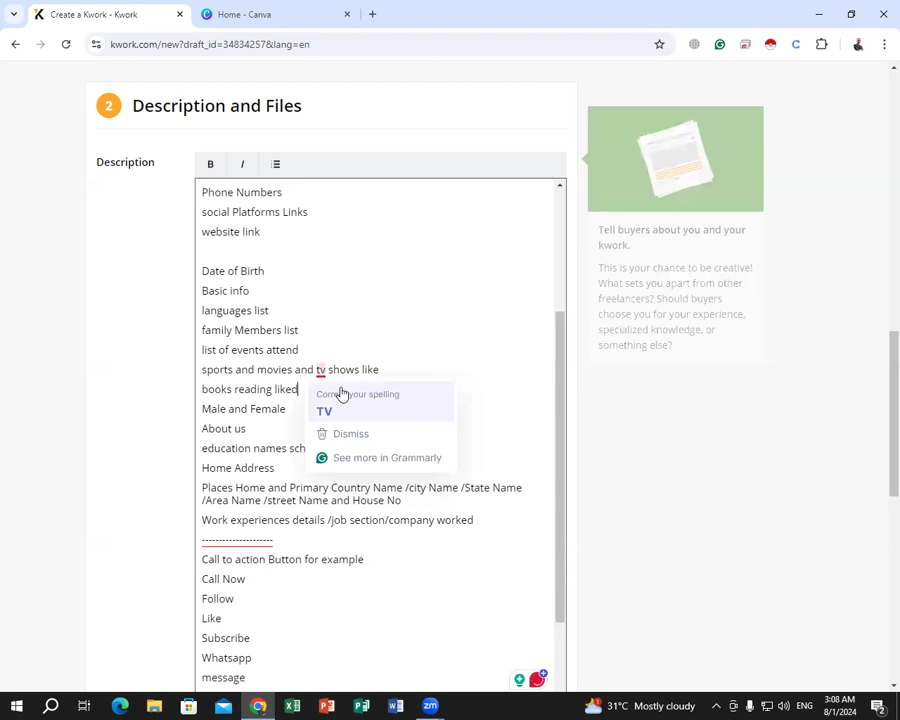 Create a Kwork - Kwork
Home - Canva
kwork.com/new?draft_id=34834257&lang=en
2 Description and Files
Description
B I
Phone Numbers
social Platforms Links
website link
Date of Birth
Basic info
languages list
family Members list
list of events attend
sports and movies and tv shows like
books reading liked
Correct your spelling
TV
Dismiss
See more in Grammarly
Male and Female
About us
education names sch
Home Address
Places Home and Primary Country Name /city Name /State Name
/Area Name /street Name and House No
Work experiences details /job section/company worked
--------------------
Call to action Button for example
Call Now
Follow
Like
Subscribe
Whatsapp
message
Tell buyers about you and your
kwork.
This is your chance to be creative!
What sets you apart from other
freelancers? Should buyers
choose you for your experience,
specialized knowledge, or
something else?
31°C Mostly cloudy
ENG
3:08 AM
8/1/2024
2